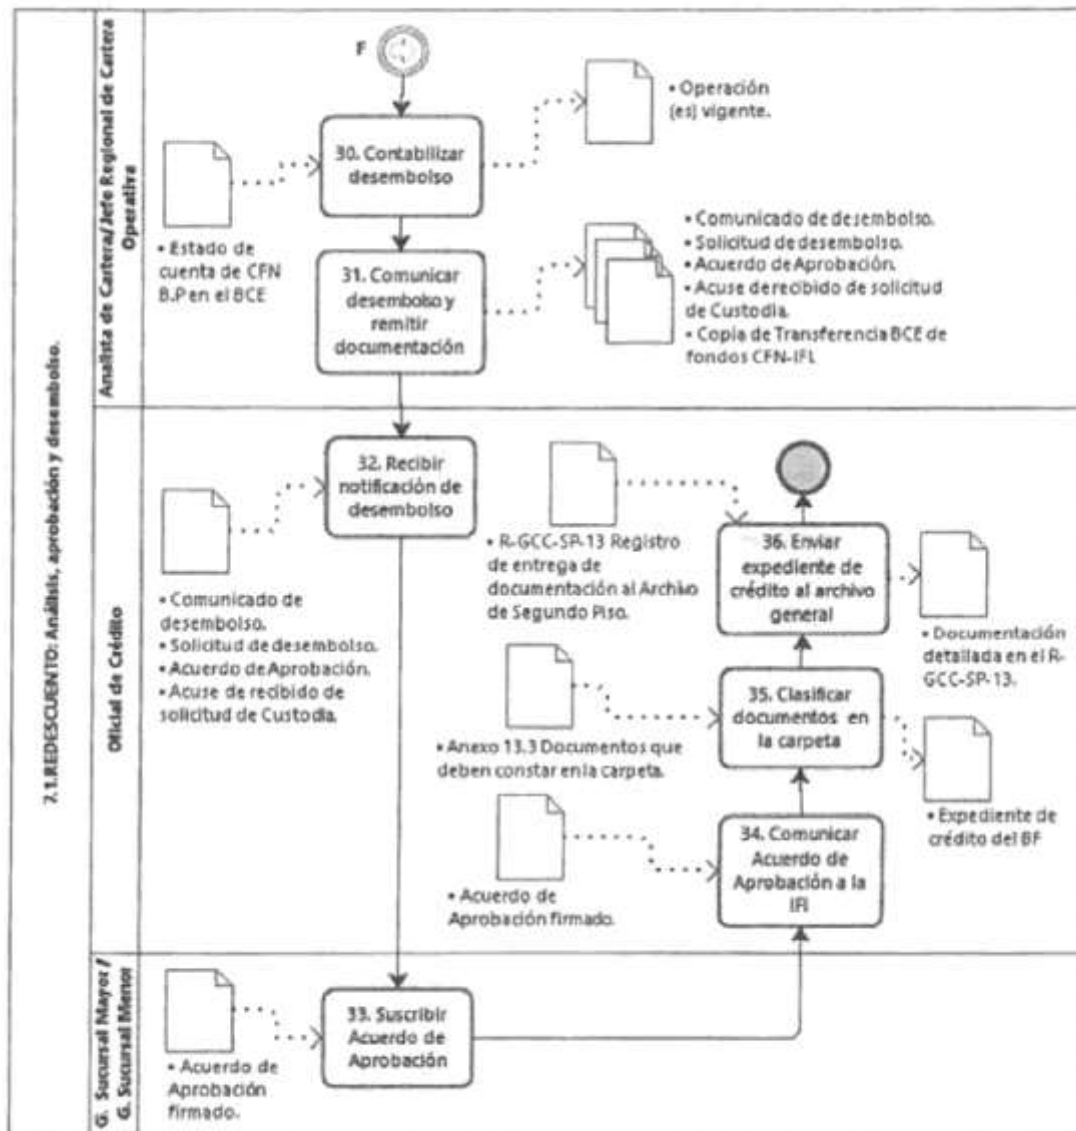 7.1.REDESCUENTO: Análisis, aprobación y desembolso.
Analista de Cartera/ Jefe Regional de Cartera
Operativa
F
30. Contabilizar
desembolso
• Operación
(es) vigente.
• Estado de
cuenta de CFN
B.P en el BCE
31. Comunicar
desembolso y
remitir
documentación
• Comunicado de desembolso.
• Solicitud de desembolso.
• Acuerdo de Aprobación.
• Acuse de recibido de solicitud
de Custodia.
• Copia de Transferencia BCE de
fondos CFN-IFI.
Oficial de Crédito
32. Recibir
notificación de
desembolso
• Comunicado de
desembolso.
• Solicitud de desembolso.
• Acuerdo de Aprobación.
• Acuse de recibido de
solicitud de Custodia.
• R-GCC-SP-13 Registro
de entrega de
documentación al Archivo
de Segundo Piso.
36. Enviar
expediente de
crédito al archivo
general
• Documentación
detallada en el R-
GCC-SP-13.
35. Clasificar
documentos en
la carpeta
• Anexo 13.3 Documentos que
deben constar en la carpeta.
• Expediente de
crédito del BF
34. Comunicar
Acuerdo de
Aprobación a la
IFI
• Acuerdo de
Aprobación firmado.
G. Sucursal Mayor /
G. Sucursal Menor
33. Suscribir
Acuerdo de
Aprobación
• Acuerdo de
Aprobación
firmado.